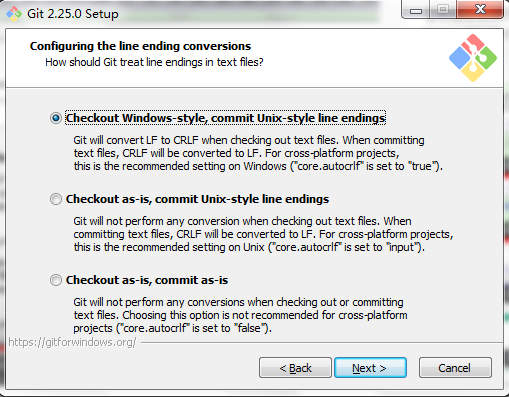 Git 2.25.0 Setup
Configuring the line ending conversions
How should Git treat line endings in text files?
Checkout Windows-style, commit Unix-style line endings
Git will convert LF to CRLF when checking out text files. When committing
text files, CRLF will be converted to LF. For cross-platform projects,
this is the recommended setting on Windows ("core.autocrlf" is set to "true").
Checkout as-is, commit Unix-style line endings
Git will not perform any conversion when checking out text files. When
committing text files, CRLF will be converted to LF. For cross-platform projects,
this is the recommended setting on Unix ("core.autocrlf" is set to "input").
Checkout as-is, commit as-is
Git will not perform any conversions when checking out or committing
text files. Choosing this option is not recommended for cross-platform
projects ("core.autocrlf" is set to "false").
https://gitforwindows.org/
< Back Next > Cancel